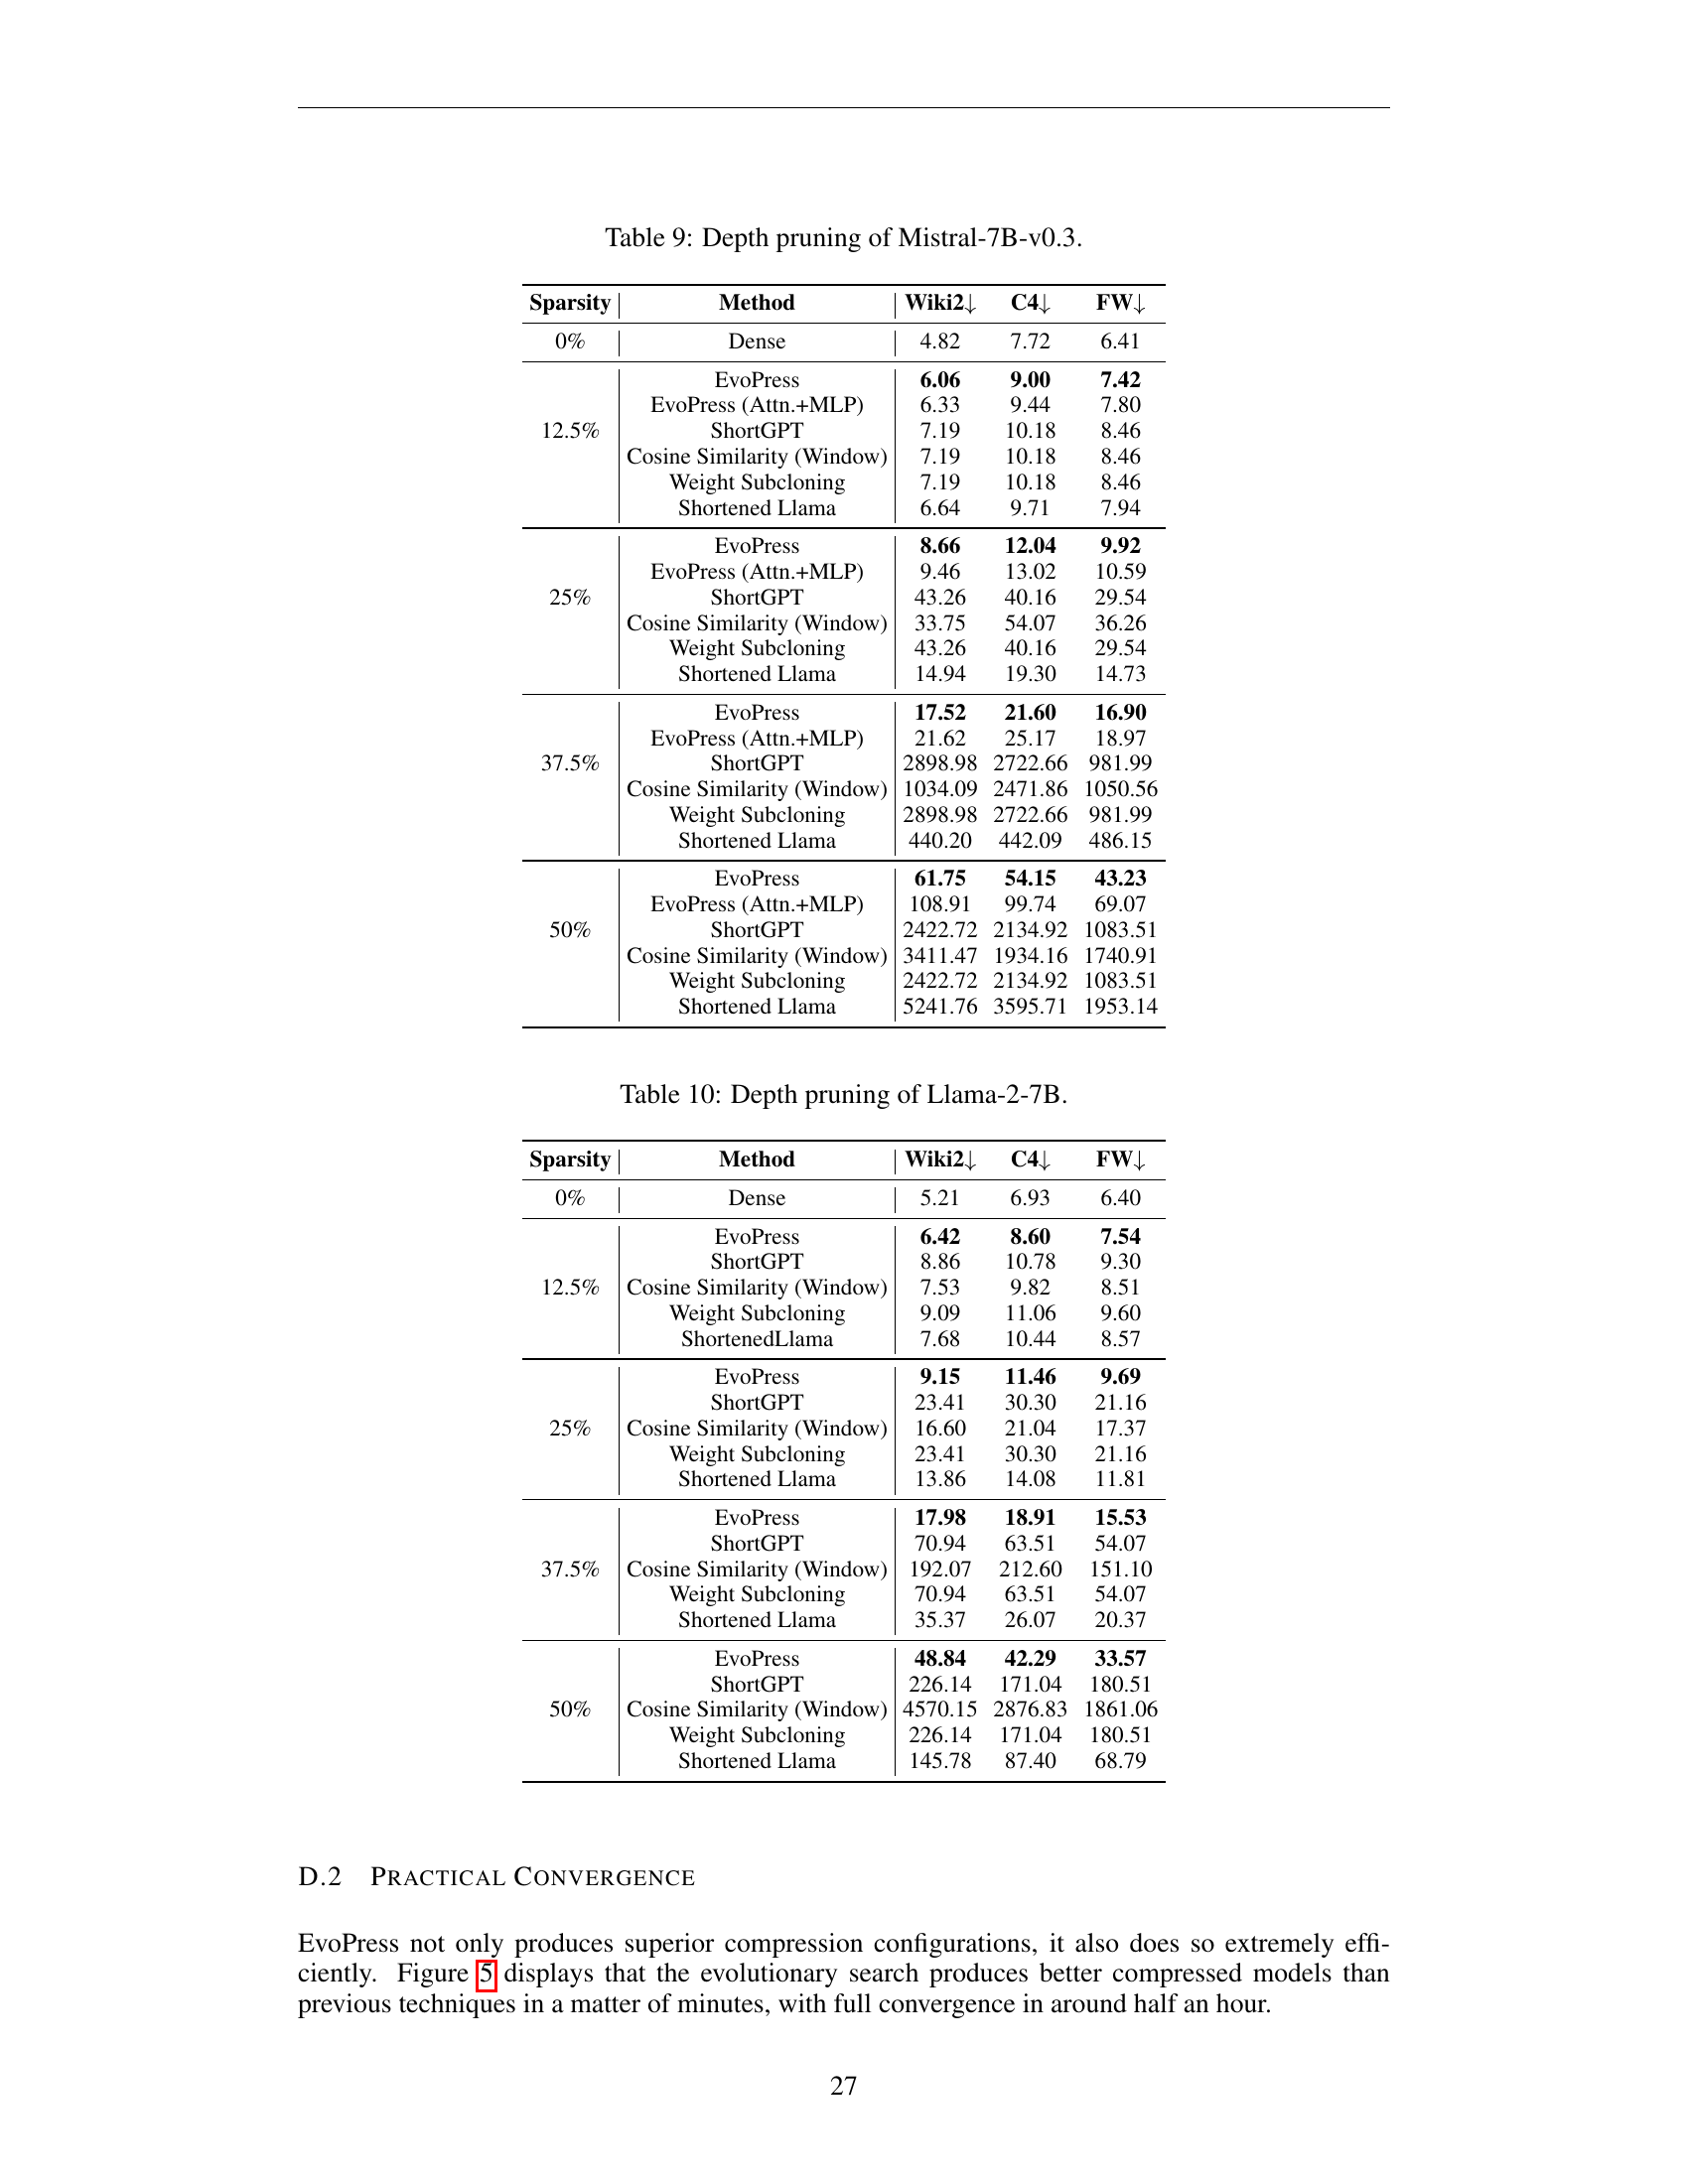 Table 9: Depth pruning of Mistral-7B-v0.3.
Sparsity Method Wiki2↓ C4↓ FW↓
0% Dense 4.82 7.72 6.41
EvoPress 6.06 9.00 7.42
EvoPress (Attn.+MLP) 6.33 9.44 7.80
12.5% ShortGPT 7.19 10.18 8.46
Cosine Similarity (Window) 7.19 10.18 8.46
Weight Subcloning 7.19 10.18 8.46
Shortened Llama 6.64 9.71 7.94
EvoPress 8.66 12.04 9.92
EvoPress (Attn.+MLP) 9.46 13.02 10.59
25% ShortGPT 43.26 40.16 29.54
Cosine Similarity (Window) 33.75 54.07 36.26
Weight Subcloning 43.26 40.16 29.54
Shortened Llama 14.94 19.30 14.73
EvoPress 17.52 21.60 16.90
EvoPress (Attn.+MLP) 21.62 25.17 18.97
37.5% ShortGPT 2898.98 2722.66 981.99
Cosine Similarity (Window) 1034.09 2471.86 1050.56
Weight Subcloning 2898.98 2722.66 981.99
Shortened Llama 440.20 442.09 486.15
EvoPress 61.75 54.15 43.23
EvoPress (Attn.+MLP) 108.91 99.74 69.07
50% ShortGPT 2422.72 2134.92 1083.51
Cosine Similarity (Window) 3411.47 1934.16 1740.91
Weight Subcloning 2422.72 2134.92 1083.51
Shortened Llama 5241.76 3595.71 1953.14
Table 10: Depth pruning of Llama-2-7B.
Sparsity Method Wiki2↓ C4↓ FW↓
0% Dense 5.21 6.93 6.40
EvoPress 6.42 8.60 7.54
ShortGPT 8.86 10.78 9.30
12.5% Cosine Similarity (Window) 7.53 9.82 8.51
Weight Subcloning 9.09 11.06 9.60
ShortenedLlama 7.68 10.44 8.57
EvoPress 9.15 11.46 9.69
ShortGPT 23.41 30.30 21.16
25% Cosine Similarity (Window) 16.60 21.04 17.37
Weight Subcloning 23.41 30.30 21.16
Shortened Llama 13.86 14.08 11.81
EvoPress 17.98 18.91 15.53
ShortGPT 70.94 63.51 54.07
37.5% Cosine Similarity (Window) 192.07 212.60 151.10
Weight Subcloning 70.94 63.51 54.07
Shortened Llama 35.37 26.07 20.37
EvoPress 48.84 42.29 33.57
ShortGPT 226.14 171.04 180.51
50% Cosine Similarity (Window) 4570.15 2876.83 1861.06
Weight Subcloning 226.14 171.04 180.51
Shortened Llama 145.78 87.40 68.79
D.2 PRACTICAL CONVERGENCE
EvoPress not only produces superior compression configurations, it also does so extremely effi-
ciently. Figure 5 displays that the evolutionary search produces better compressed models than
previous techniques in a matter of minutes, with full convergence in around half an hour.
27